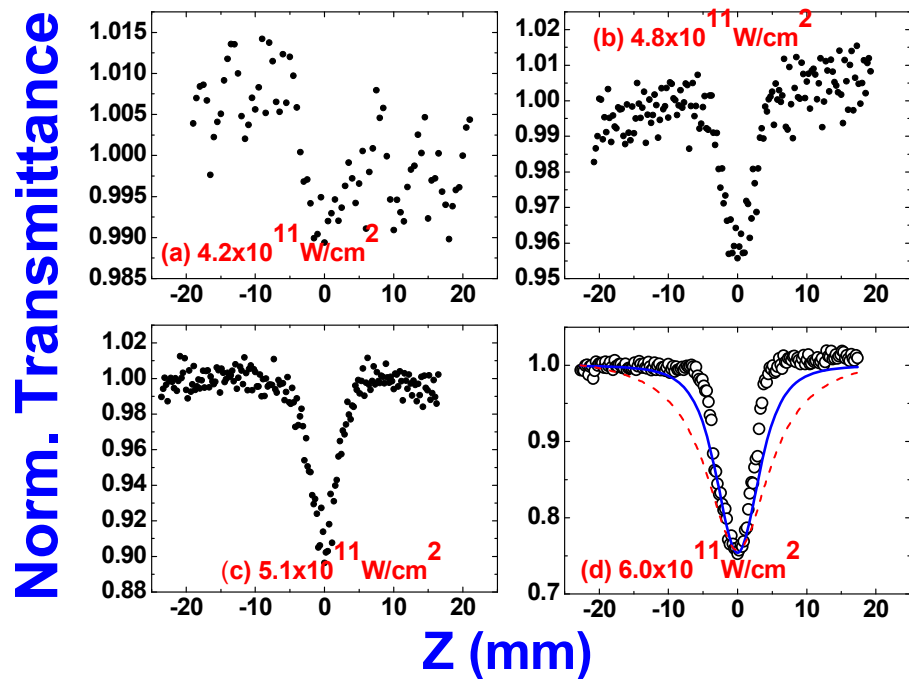 Norm. Transmittance
1.015
1.010
1.005
1.000
0.995
0.990
0.985
-20 -10 0 10 20
(a) 4.2x10^11 W/cm^2
1.02
1.01
1.00
0.99
0.98
0.97
0.96
0.95
-20 -10 0 10 20
(b) 4.8x10^11 W/cm^2
1.02
1.00
0.98
0.96
0.94
0.92
0.90
0.88
-20 -10 0 10 20
(c) 5.1x10^11 W/cm^2
1.0
0.9
0.8
0.7
-20 -10 0 10 20
(d) 6.0x10^11 W/cm^2
Z (mm)